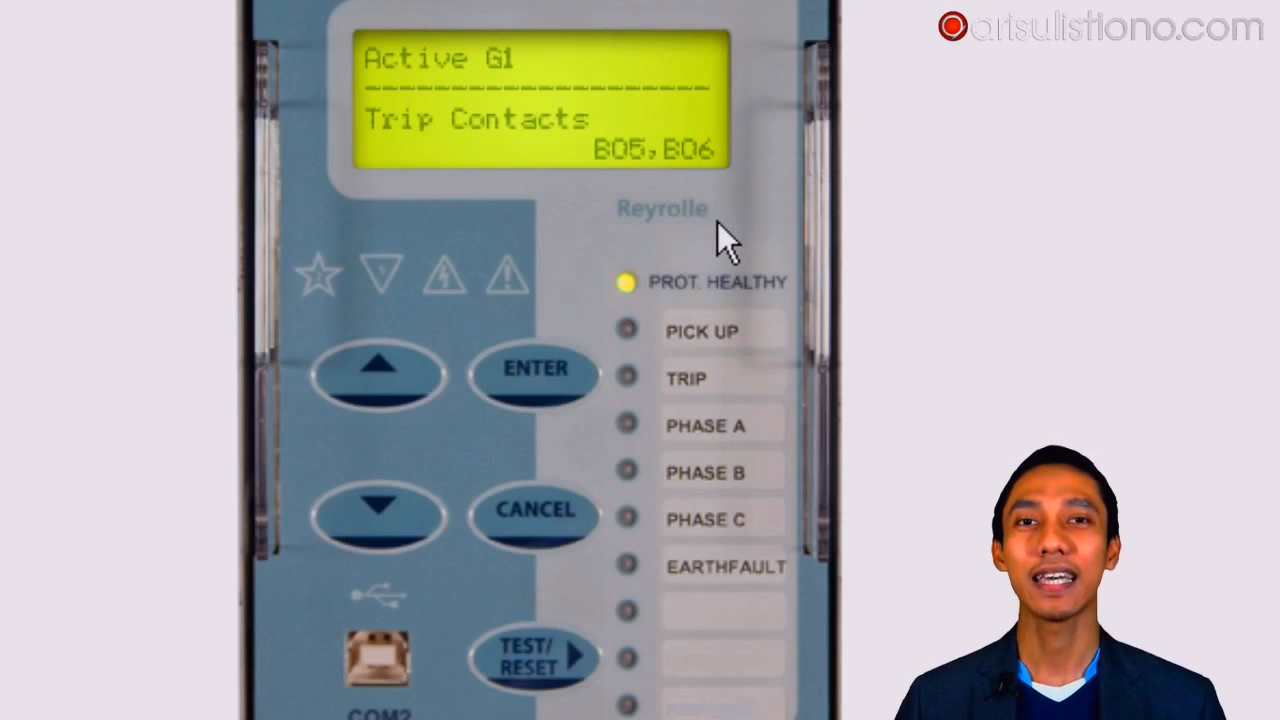 arisulistiono.com
Active G1
--------------------
Trip Contacts
BO5,BO6
Reyrolle
PROT. HEALTHY
PICK UP
ENTER
TRIP
PHASE A
PHASE B
CANCEL
PHASE C
EARTHFAULT
TEST/
RESET
COM2